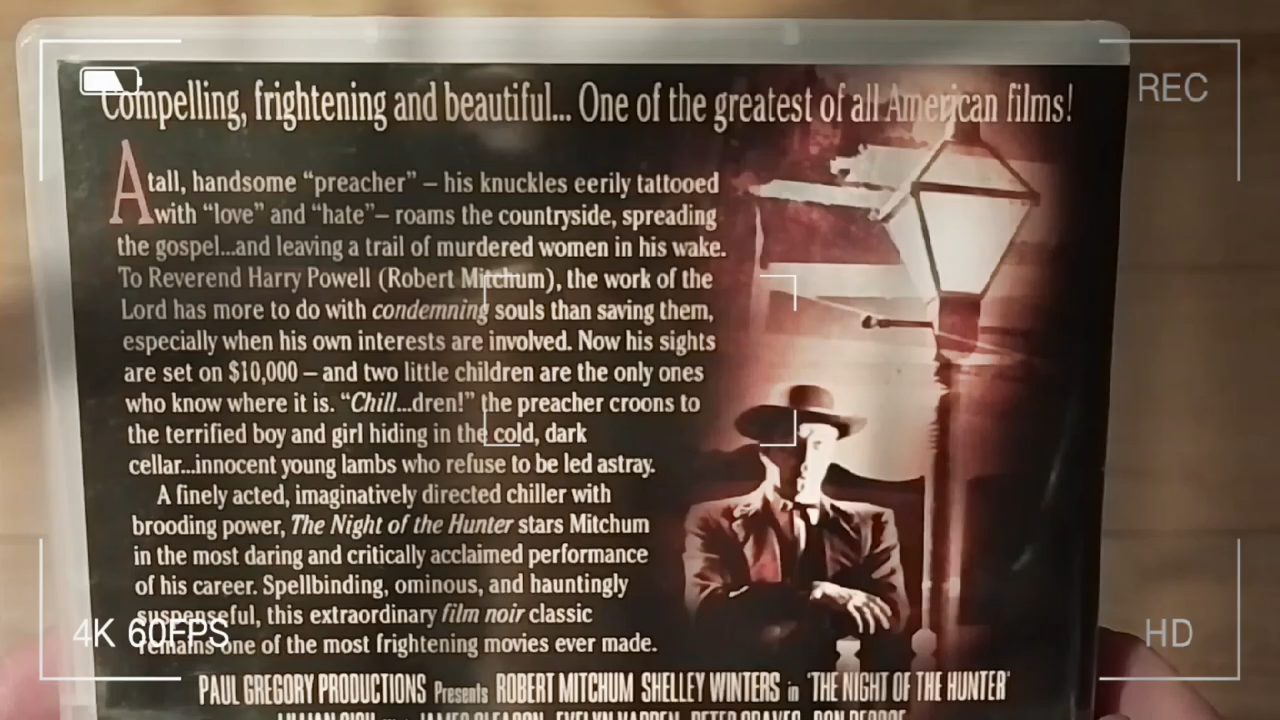 Compelling, frightening and beautiful... One of the greatest of all American films!
REC
A tall, handsome “preacher” – his knuckles eerily tattooed
with “love” and “hate”– roams the countryside, spreading
the gospel...and leaving a trail of murdered women in his wake.
To Reverend Harry Powell (Robert Mitchum), the work of the
Lord has more to do with condemning souls than saving them,
especially when his own interests are involved. Now his sights
are set on $10,000 – and two little children are the only ones
who know where it is. “Chill...dren!” the preacher croons to
the terrified boy and girl hiding in the cold, dark
cellar...innocent young lambs who refuse to be led astray.
A finely acted, imaginatively directed chiller with
brooding power, The Night of the Hunter stars Mitchum
in the most daring and critically acclaimed performance
of his career. Spellbinding, ominous, and hauntingly
suspenseful, this extraordinary film noir classic
remains one of the most frightening movies ever made.
4K 60FPS
HD
PAUL GREGORY PRODUCTIONS Presents ROBERT MITCHUM SHELLEY WINTERS in 'THE NIGHT OF THE HUNTER'
JAMES GLEASON EVELYN VARDEN PETER GRAVES DON BEDDOE